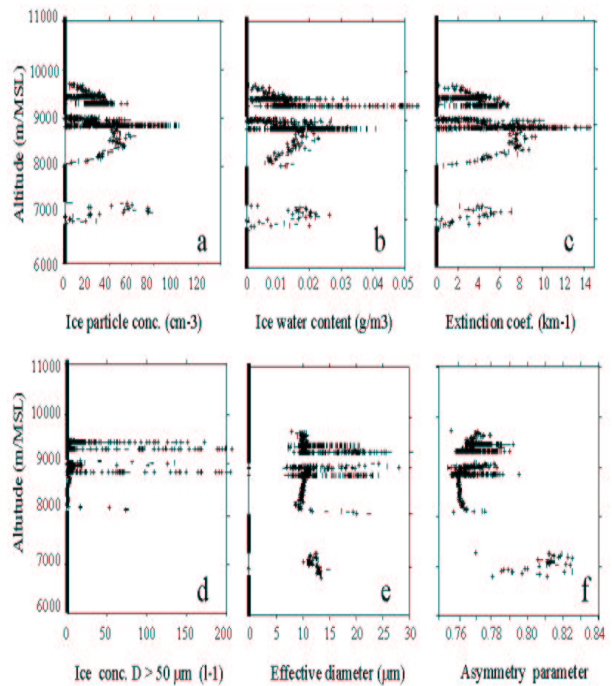 11000
10000
9000
8000
7000
6000
Altitude (m/MSL)
a
b
c
0 20 40 60 80 100 120
0 0.01 0.02 0.03 0.04 0.05
0 2 4 6 8 10 12 14
Ice particle conc. (cm-3)
Ice water content (g/m3)
Extinction coef. (km-1)
11000
10000
9000
8000
7000
6000
Altutude (m/MSL)
d
e
f
0 50 100 150 200
0 5 10 15 20 25 30
0.76 0.78 0.80 0.82 0.84
Ice conc. D > 50 µm (l-1)
Effective diameter (µm)
Asymmetry parameter